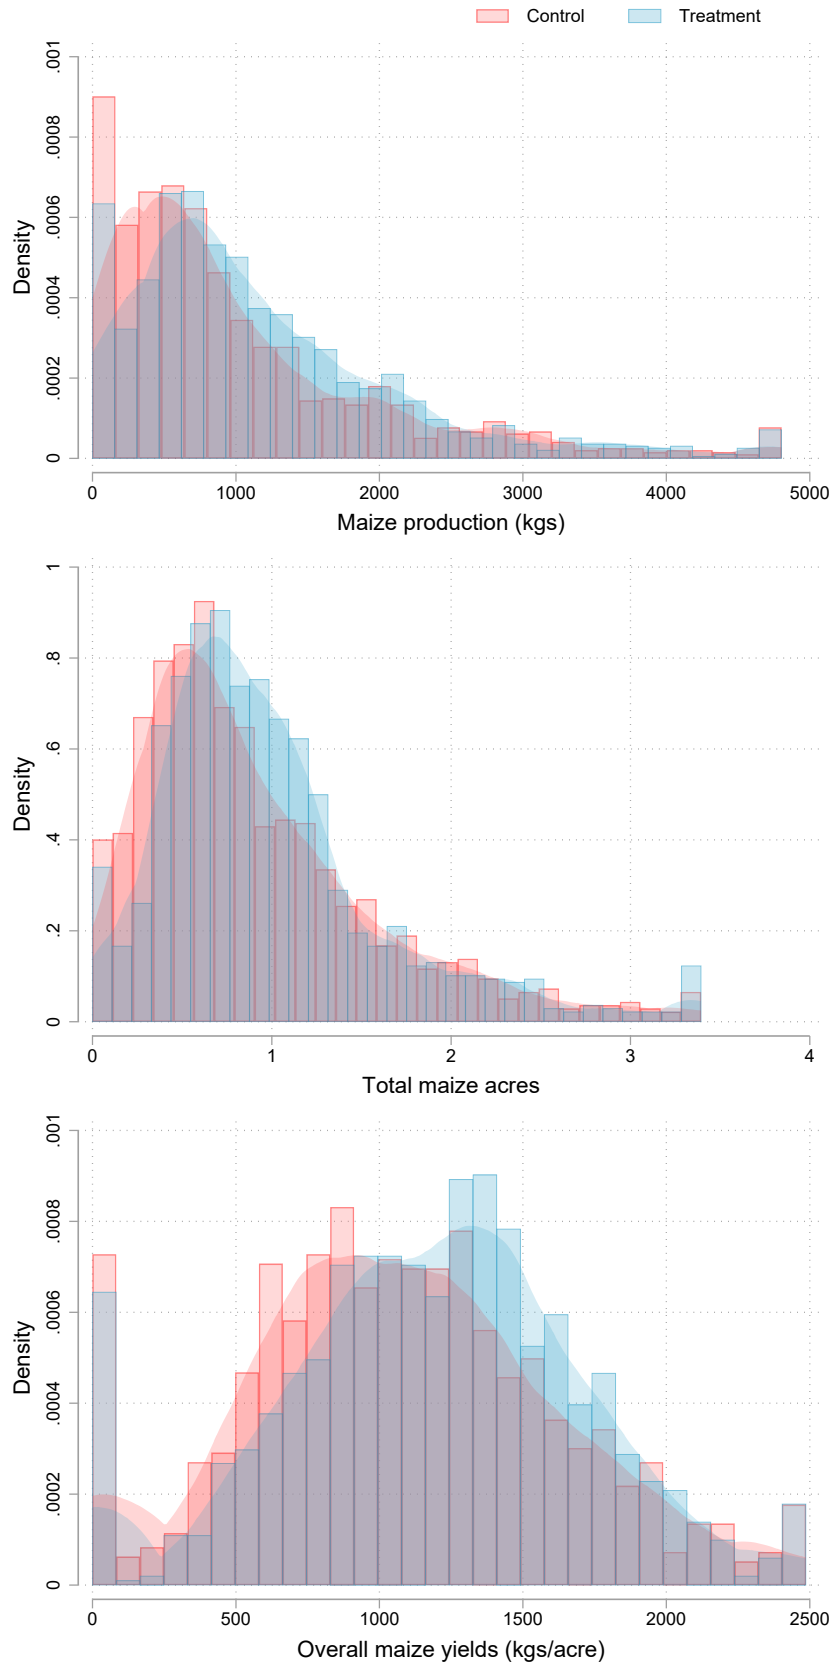 Control Treatment
Density
.001
.0008
.0006
.0004
.0002
0
0 1000 2000 3000 4000 5000
Maize production (kgs)
Density
1
.8
.6
.4
.2
0
0 1 2 3 4
Total maize acres
Density
.001
.0008
.0006
.0004
.0002
0
0 500 1000 1500 2000 2500
Overall maize yields (kgs/acre)